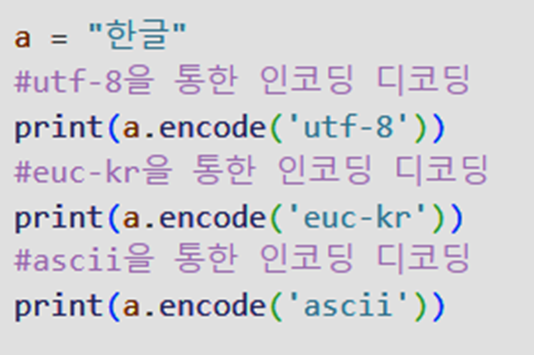 a = "한글"
#utf-8을 통한 인코딩 디코딩
print(a.encode('utf-8'))
#euc-kr을 통한 인코딩 디코딩
print(a.encode('euc-kr'))
#ascii을 통한 인코딩 디코딩
print(a.encode('ascii'))